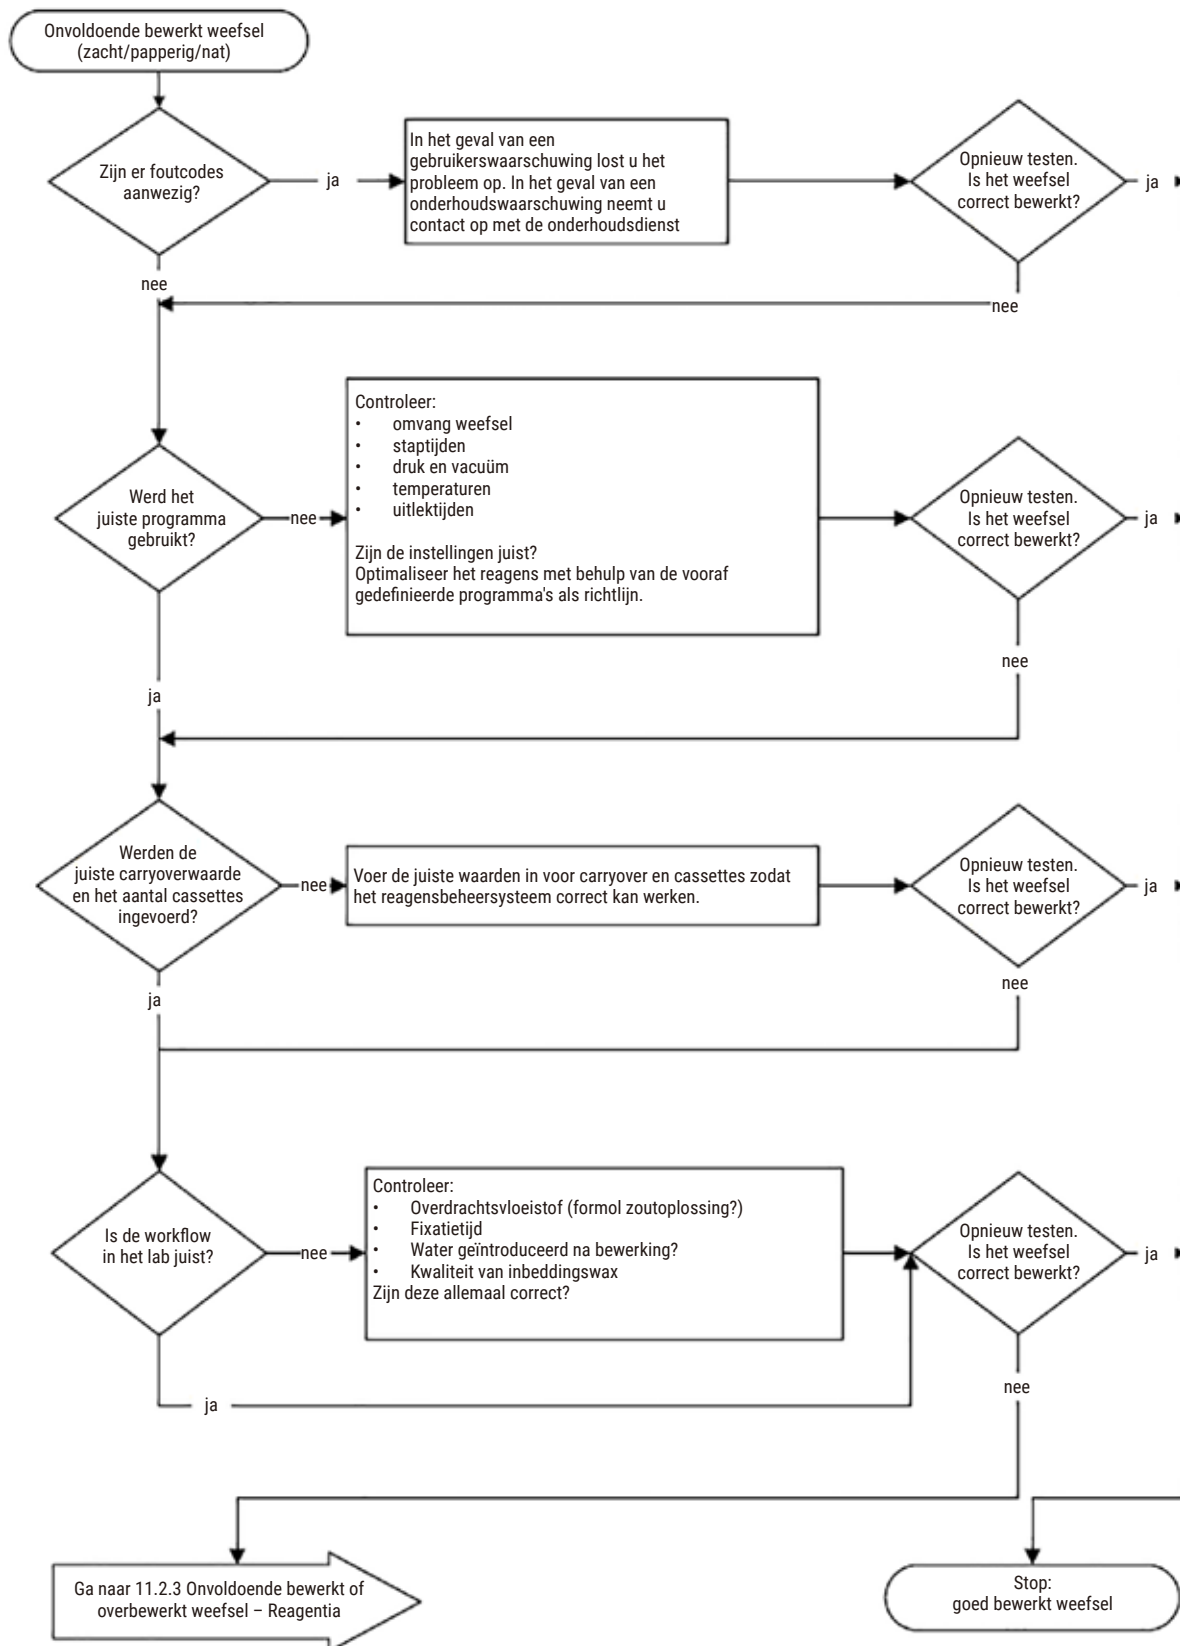 Onvoldoende bewerkt weefsel
(zacht/papperig/nat)
Zijn er foutcodes
aanwezig?
ja
In het geval van een
gebruikerswaarschuwing lost u het
probleem op. In het geval van een
onderhoudswaarschuwing neemt u
contact op met de onderhoudsdienst
Opnieuw testen.
Is het weefsel
correct bewerkt?
ja
nee
nee
Werd het
juiste programma
gebruikt?
nee
Controleer:
• omvang weefsel
• staptijden
• druk en vacuüm
• temperaturen
• uitlektijden
Zijn de instellingen juist?
Optimaliseer het reagens met behulp van de vooraf
gedefinieerde programma's als richtlijn.
Opnieuw testen.
Is het weefsel
correct bewerkt?
ja
nee
ja
Werden de
juiste carryoverwaarde
en het aantal cassettes
ingevoerd?
nee
Voer de juiste waarden in voor carryover en cassettes zodat
het reagensbeheersysteem correct kan werken.
Opnieuw testen.
Is het weefsel
correct bewerkt?
ja
nee
ja
Is de workflow
in het lab juist?
nee
Controleer:
• Overdrachtsvloeistof (formol zoutoplossing?)
• Fixatietijd
• Water geïntroduceerd na bewerking?
• Kwaliteit van inbeddingswax
Zijn deze allemaal correct?
Opnieuw testen.
Is het weefsel
correct bewerkt?
ja
nee
ja
Ga naar 11.2.3 Onvoldoende bewerkt of
overbewerkt weefsel – Reagentia
Stop:
goed bewerkt weefsel